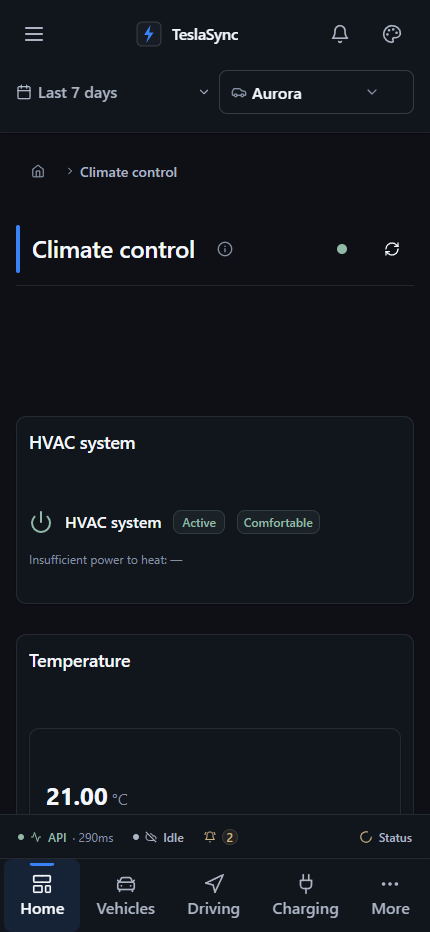 TeslaSync
Last 7 days
Aurora
Climate control
Climate control
HVAC system
HVAC system Active Comfortable
Insufficient power to heat: —
Temperature
21.00 °C
API · 290ms Idle 2 Status
Home Vehicles Driving Charging More